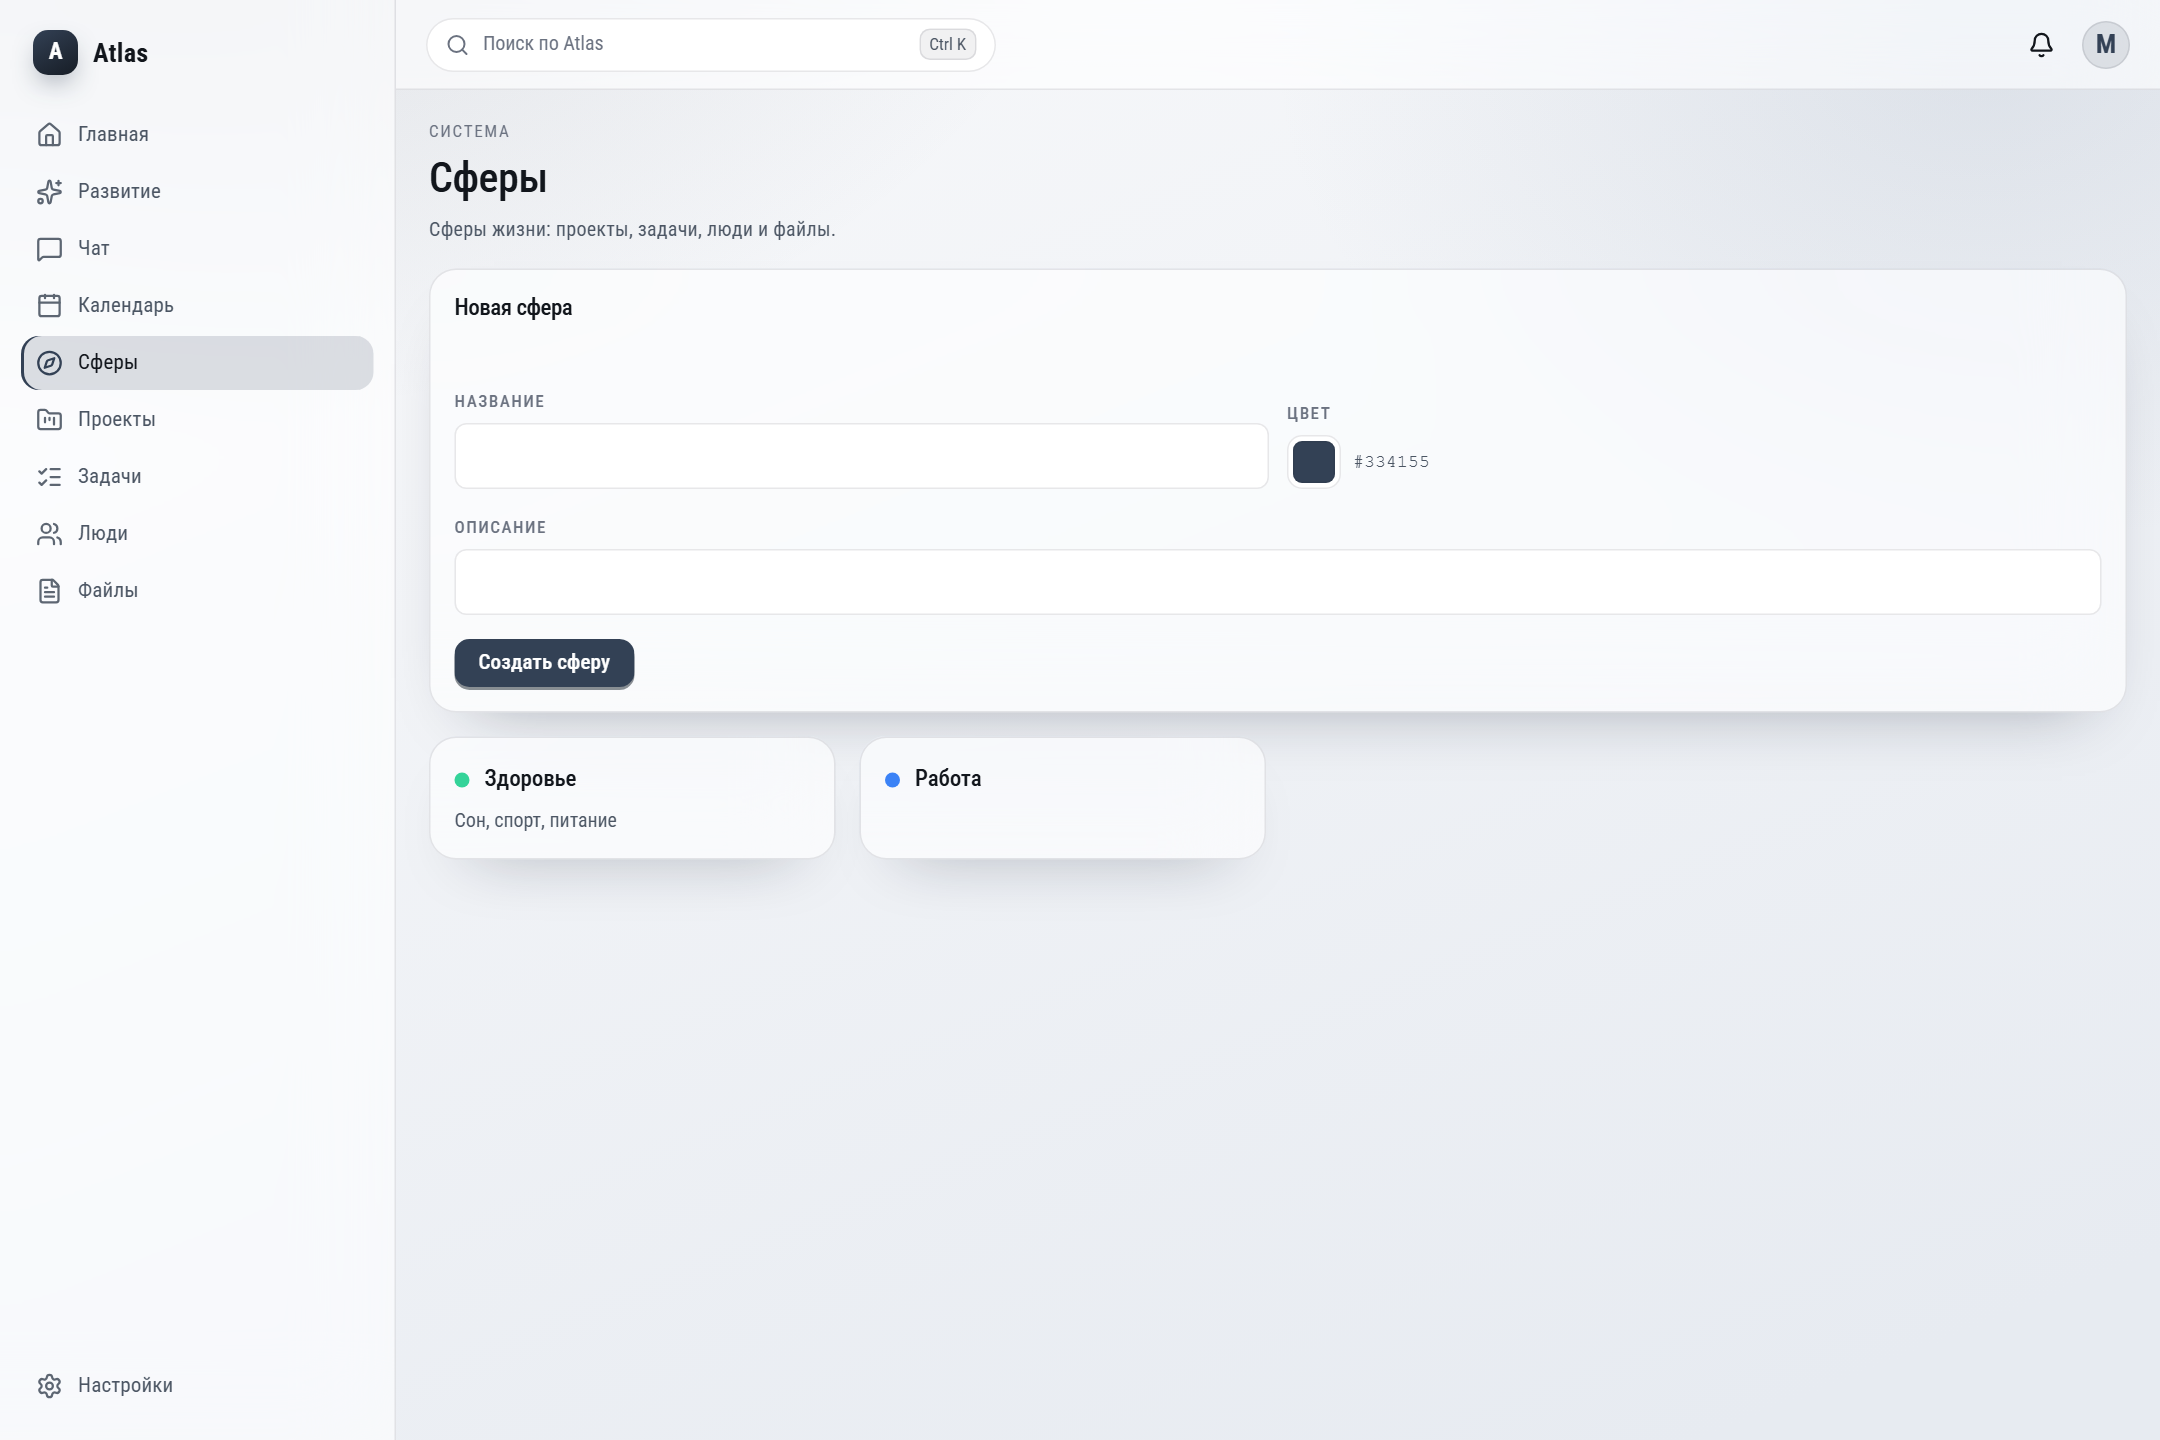 A Atlas
Поиск по Atlas
Ctrl K
M
Главная
Развитие
Чат
Календарь
Сферы
Проекты
Задачи
Люди
Файлы
Настройки
СИСТЕМА
Сферы
Сферы жизни: проекты, задачи, люди и файлы.
Новая сфера
НАЗВАНИЕ
ЦВЕТ
#334155
ОПИСАНИЕ
Создать сферу
Здоровье
Сон, спорт, питание
Работа